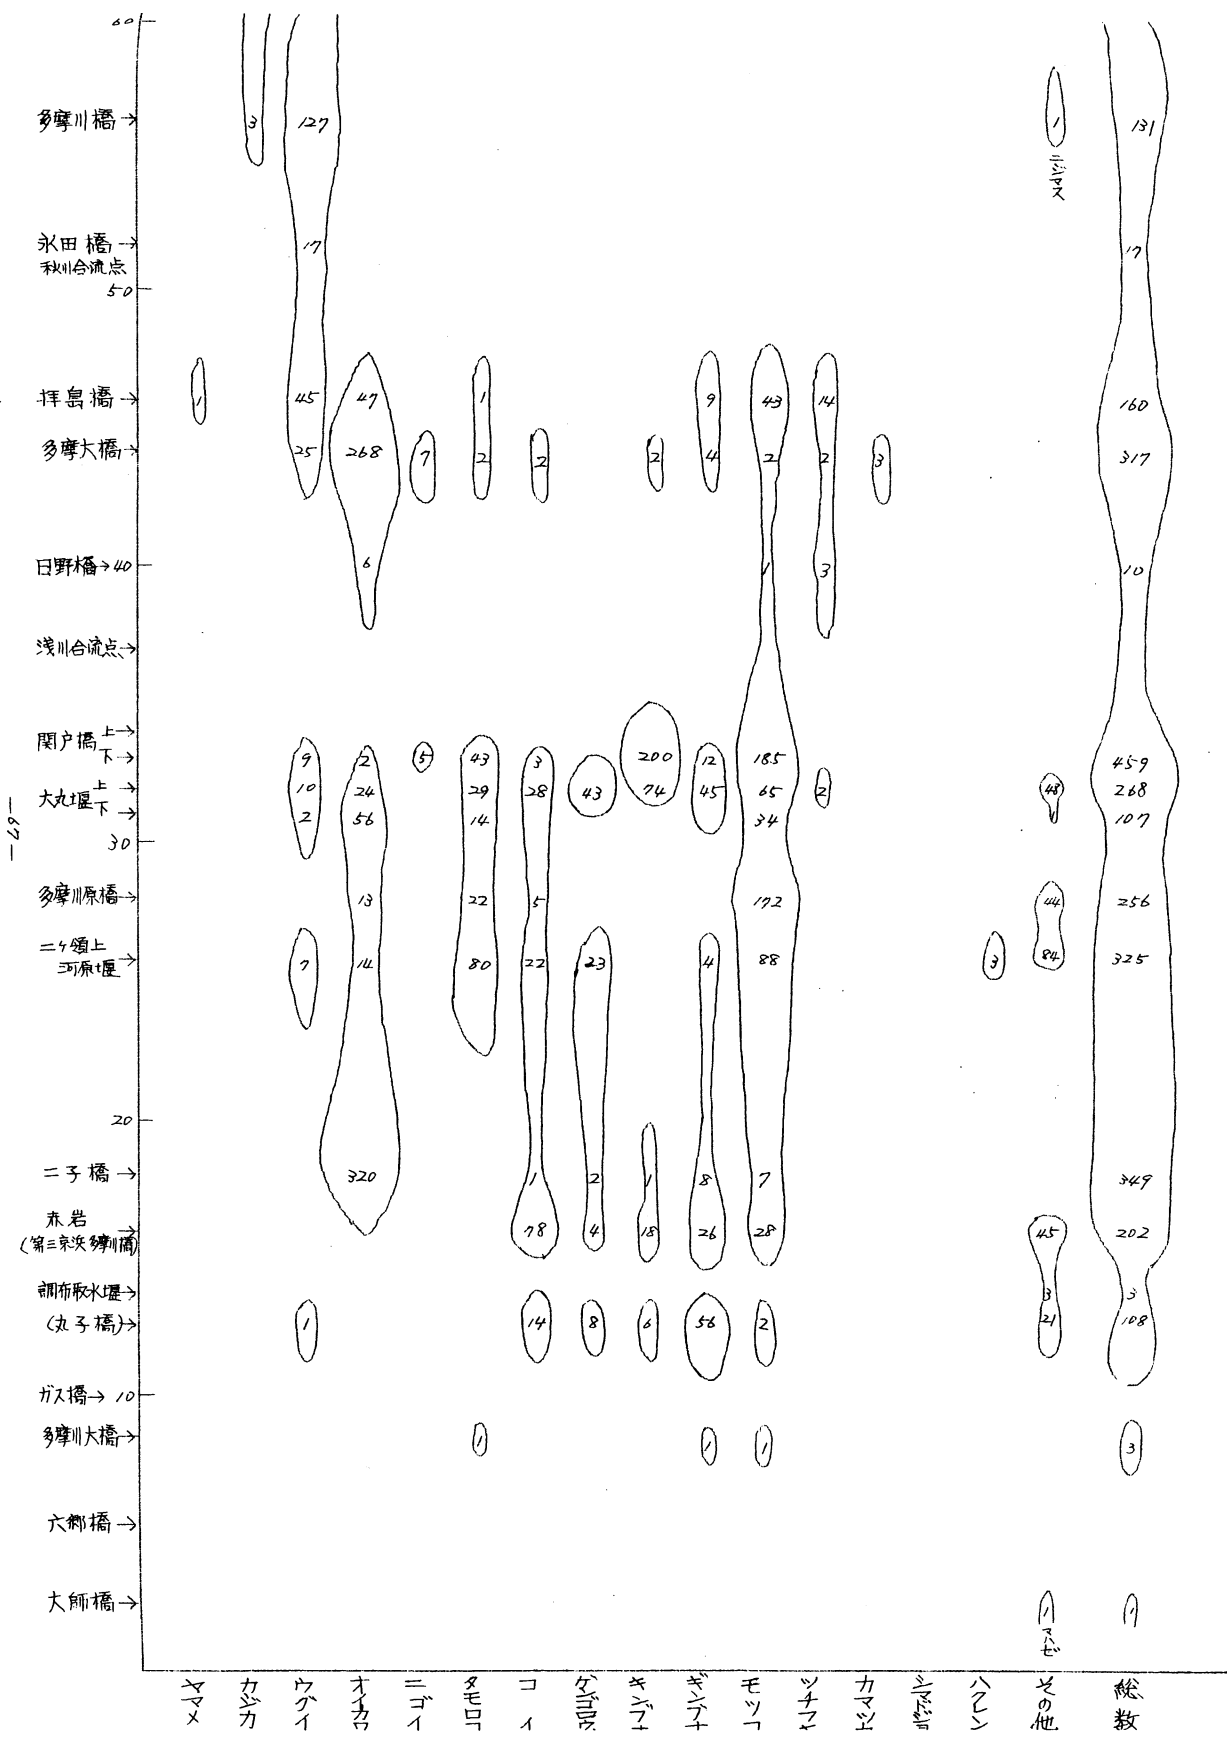 60
多摩川橋→ 3 127 1 131
ニジマス
永田橋→ 17 17
秋川合流点
50
拝島橋→ 1 45 47 1 9 43 14 160
多摩大橋→ 25 268 7 2 2 2 4 2 2 3 317
日野橋→40 6 1 3 10
浅川合流点→
関戸橋 上→
下→ 9 2 5 43 3 200 12 185 459
大丸堰 上→ 10 24 29 28 43 74 45 65 2 48 268
下→ 2 56 14 34 107
30
多摩川原橋→ 13 22 5 172 44 256
二ケ領上
河原堰→ 7 14 80 22 23 4 88 3 84 325
20
二子橋→ 320 1 2 1 8 7 349
赤岩
(第三京浜多摩川橋)→ 78 4 18 26 28 45 202
調布取水堰→ 3 3
(丸子橋)→ 1 14 8 6 56 2 21 108
ガス橋→ 10
多摩川大橋→ 1 1 1 3
六郷橋→
大師橋→ 1 1
マハゼ
ヤマメ
カジカ
ウグイ
オイカワ
ニゴイ
タモロコ
コイ
ゲンゴロウ
キンブナ
ギンブナ
モツコ
ツチフキ
カマツカ
シマドジョ
ハクレン
その他
総数
—67—